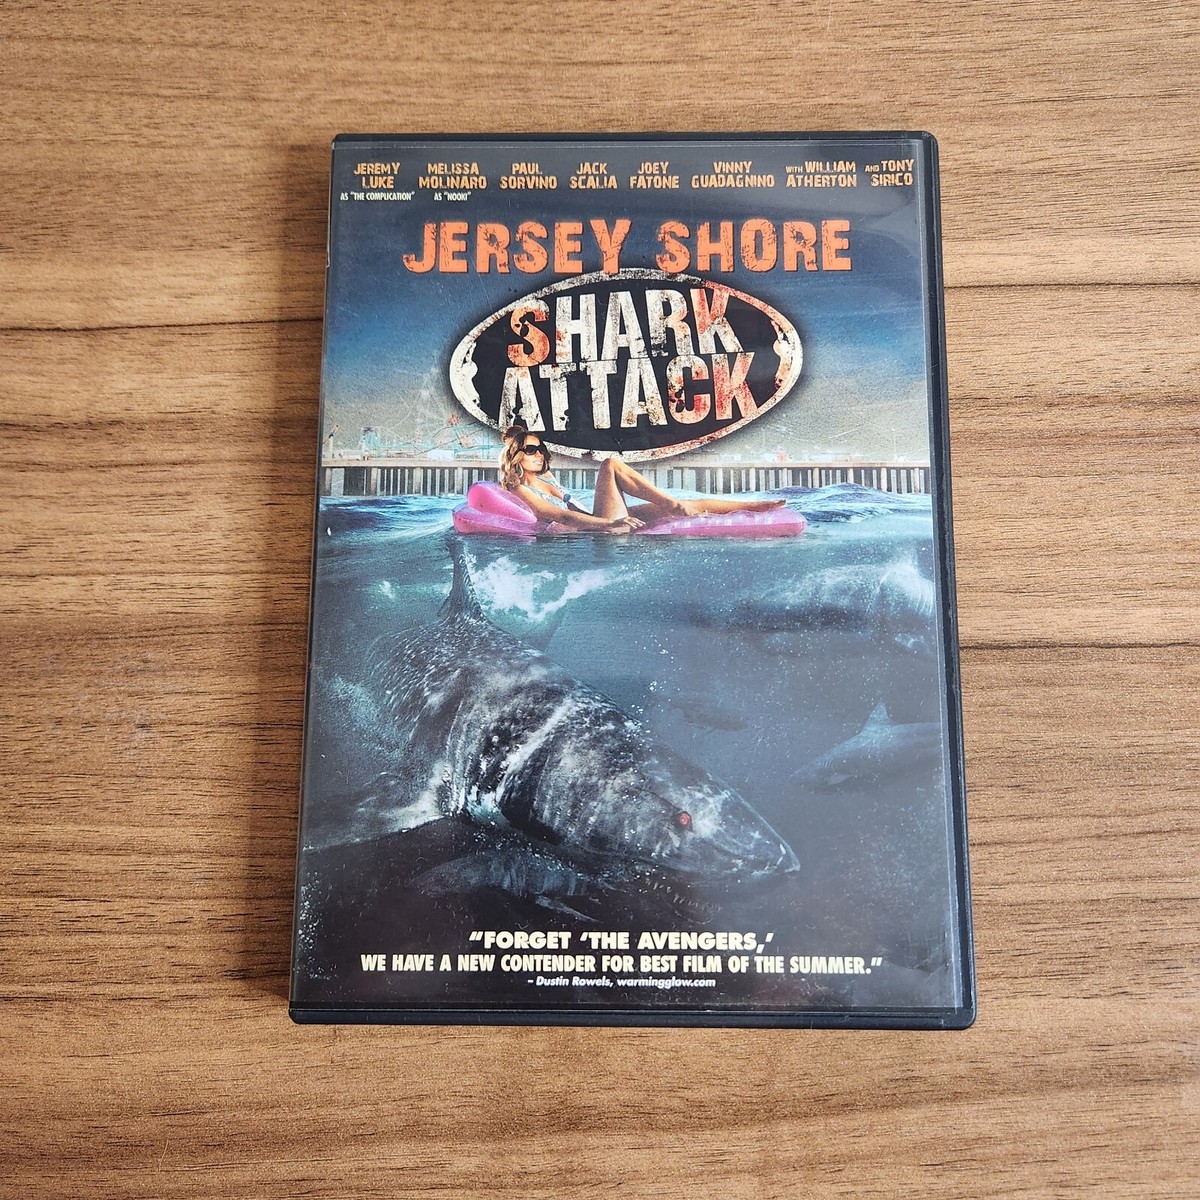 JEREMY MELISSA PAUL JACK JOEY VINNY WITH WILLIAM AND TONY
LUKE MOLINARO SORVINO SCALIA FATONE GUADAGNINO ATHERTON SIRICO
AS "THE COMPLICATION" AS "NOOKI"
JERSEY SHORE
SHARK
ATTACK
"FORGET 'THE AVENGERS,'
WE HAVE A NEW CONTENDER FOR BEST FILM OF THE SUMMER."
– Dustin Rowels, warmingglow.com